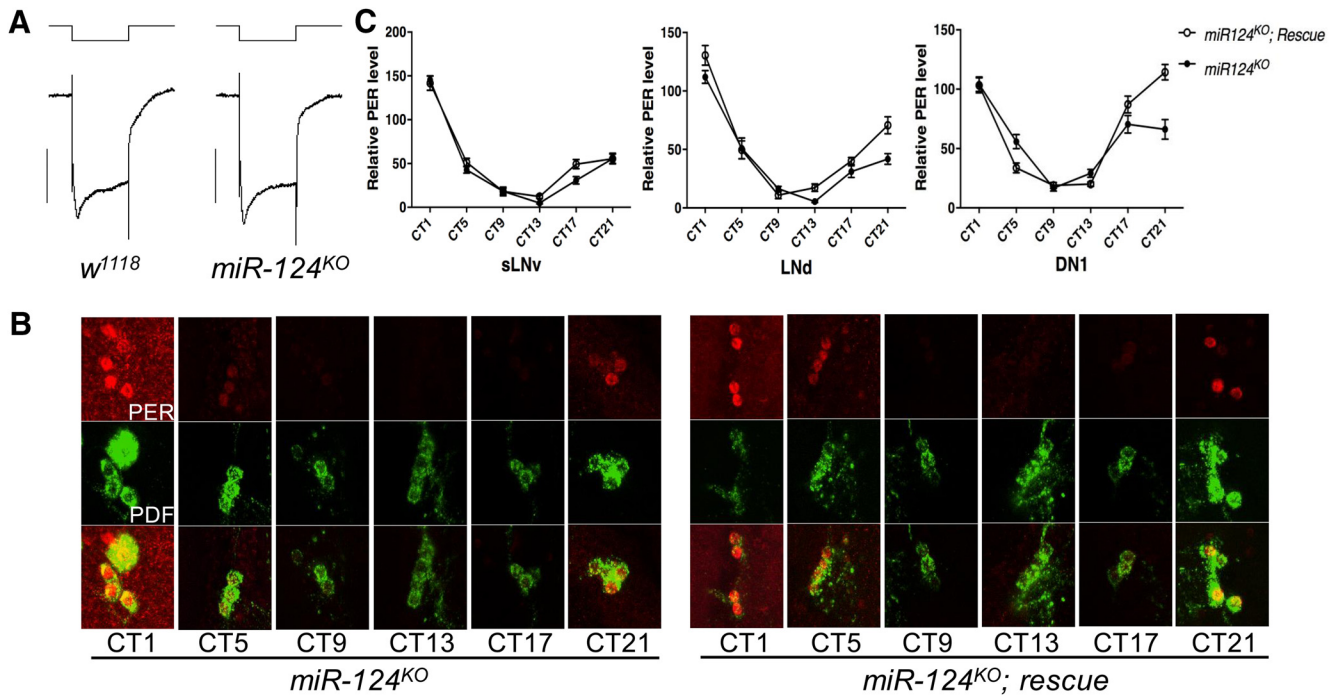 A
w1118
miR-124KO
C
Relative PER level
200
150
100
50
0
CT1
CT5
CT9
CT13
CT17
CT21
sLNv
Relative PER level
150
100
50
0
CT1
CT5
CT9
CT13
CT17
CT21
LNd
Relative PER level
150
100
50
0
CT1
CT5
CT9
CT13
CT17
CT21
DN1
miR124KO; Rescue
miR124KO
B
PER
PDF
CT1 CT5 CT9 CT13 CT17 CT21
miR-124KO
CT1 CT5 CT9 CT13 CT17 CT21
miR-124KO; rescue